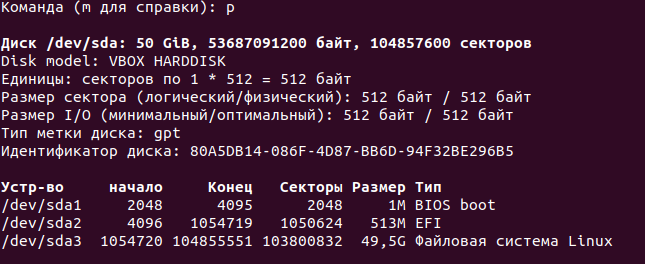 Команда (m для справки): p
Диск /dev/sda: 50 GiB, 53687091200 байт, 104857600 секторов
Disk model: VBOX HARDDISK
Единицы: секторов по 1 * 512 = 512 байт
Размер сектора (логический/физический): 512 байт / 512 байт
Размер I/O (минимальный/оптимальный): 512 байт / 512 байт
Тип метки диска: gpt
Идентификатор диска: 80A5DB14-086F-4D87-BB6D-94F32BE296B5
Устр-во начало Конец Секторы Размер Тип
/dev/sda1 2048 4095 2048 1M BIOS boot
/dev/sda2 4096 1054719 1050624 513M EFI
/dev/sda3 1054720 104855551 103800832 49,5G Файловая система Linux